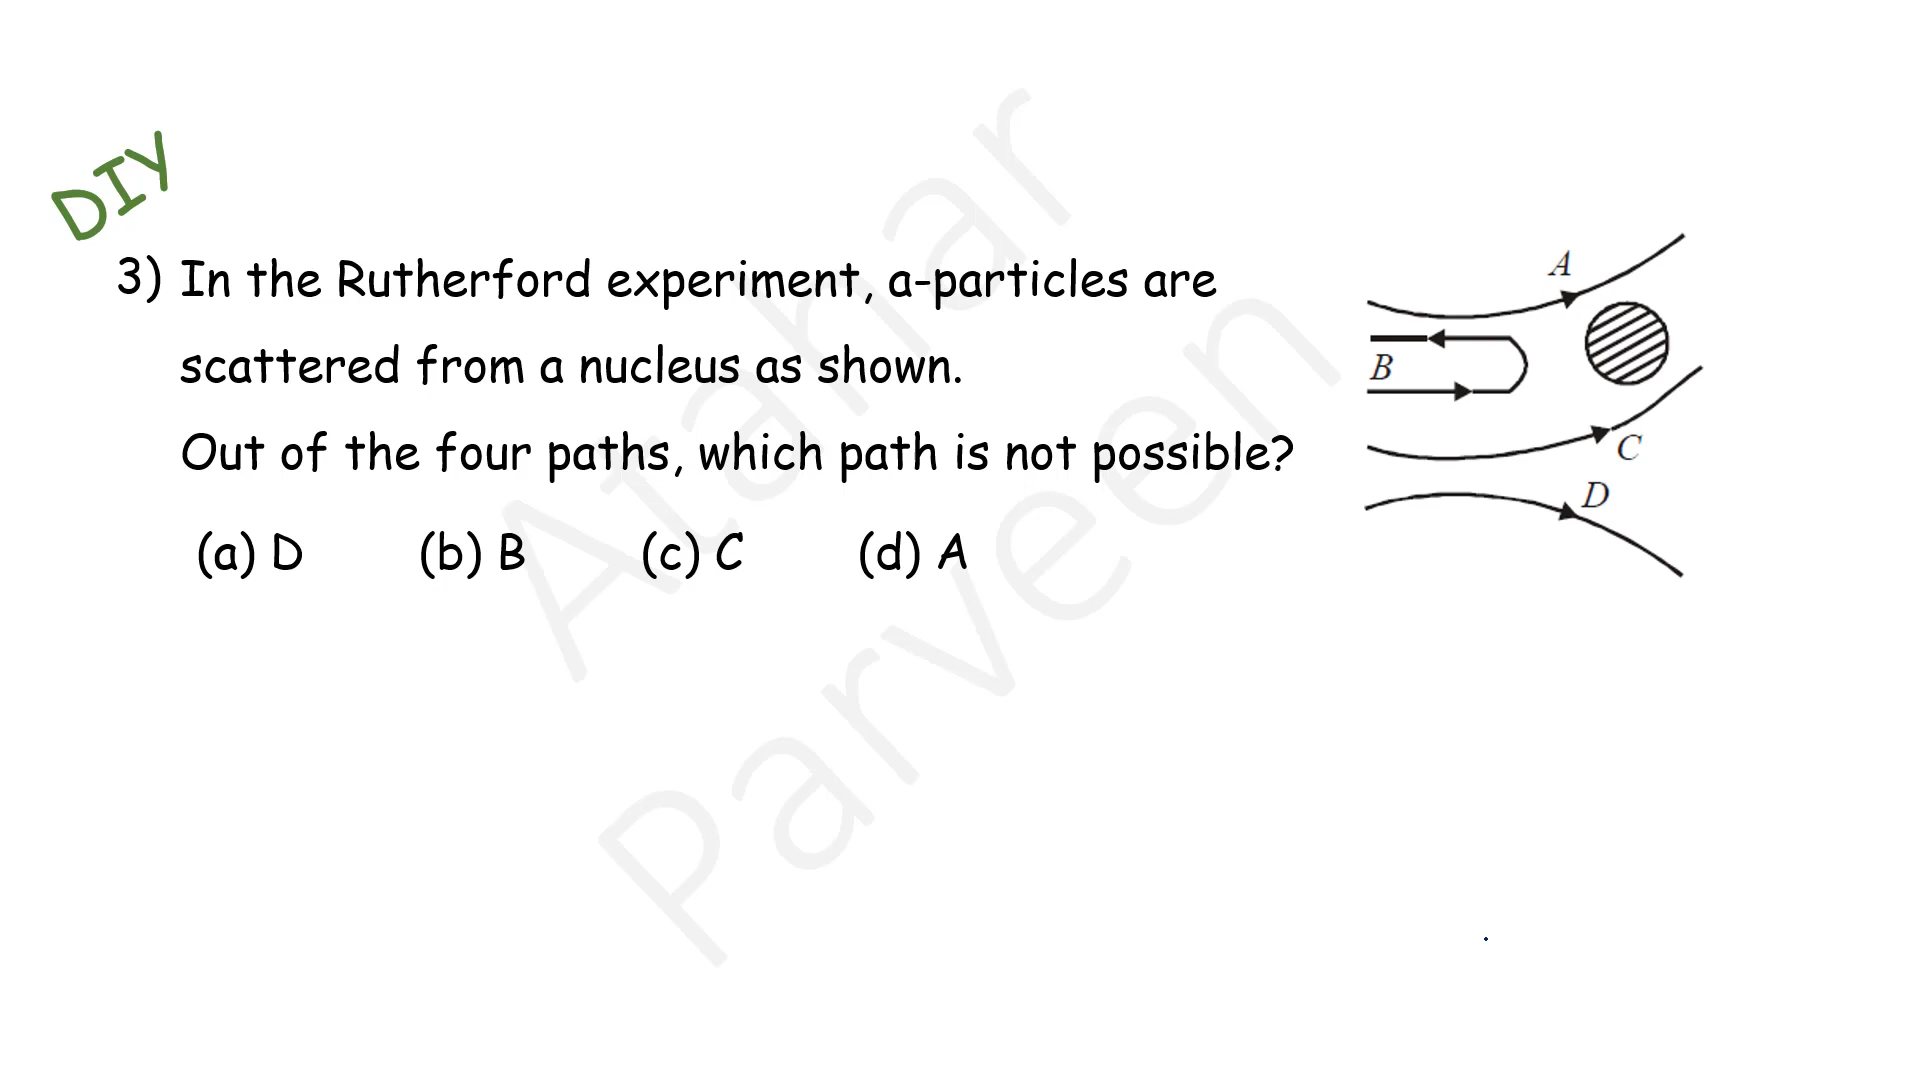 DIY
3) In the Rutherford experiment, a-particles are
scattered from a nucleus as shown.
Out of the four paths, which path is not possible?
(a) D (b) B (c) C (d) A
A
B
C
D
Atahar
Parveen